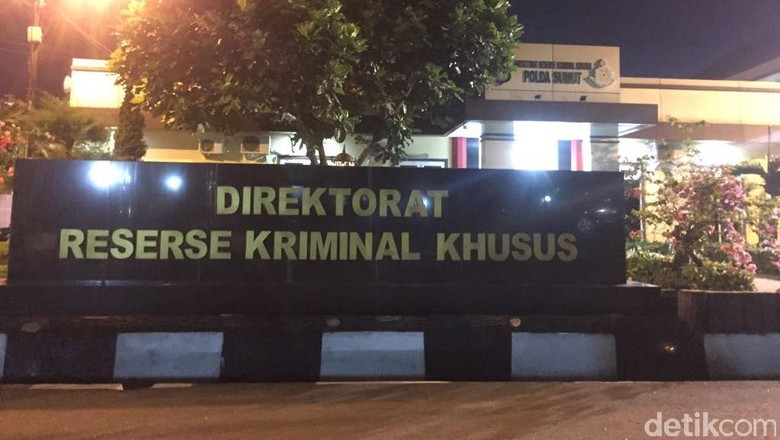 POLDA SUMUT
DIREKTORAT
RESERSE KRIMINAL KHUSUS
detikcom